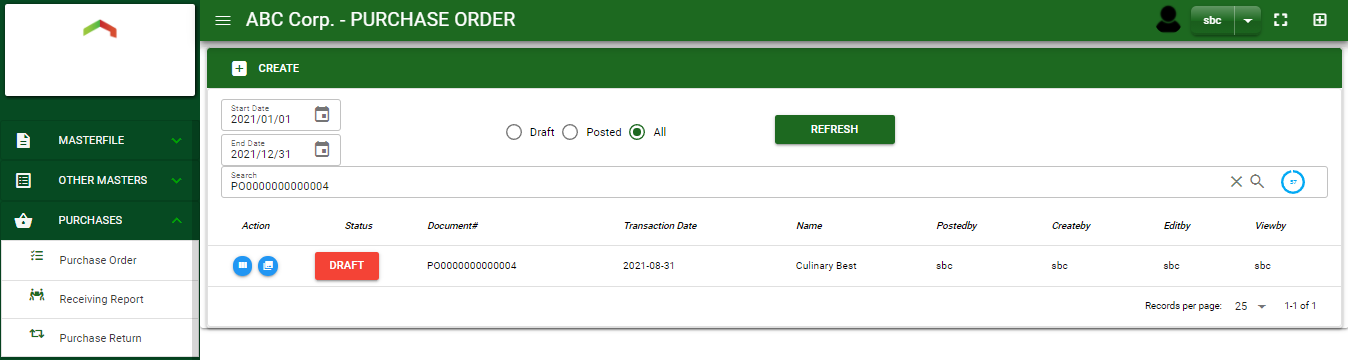 ABC Corp. - PURCHASE ORDER
sbc
CREATE
MASTERFILE
OTHER MASTERS
PURCHASES
Purchase Order
Receiving Report
Purchase Return
Start Date
2021/01/01
End Date
2021/12/31
Draft Posted All
REFRESH
Search
PO0000000000004
57
Action Status Document# Transaction Date Name Postedby Createby Editby Viewby
DRAFT PO0000000000004 2021-08-31 Culinary Best sbc sbc sbc sbc
Records per page: 25 1-1 of 1